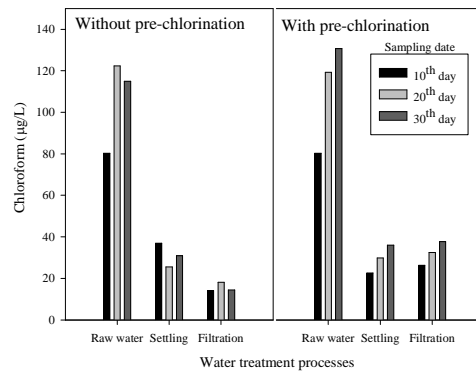 Without pre-chlorination
With pre-chlorination
Sampling date
10th day
20th day
30th day
Chloroform (μg/L)
140
120
100
80
60
40
20
0
Raw water Settling Filtration
Raw water Settling Filtration
Water treatment processes